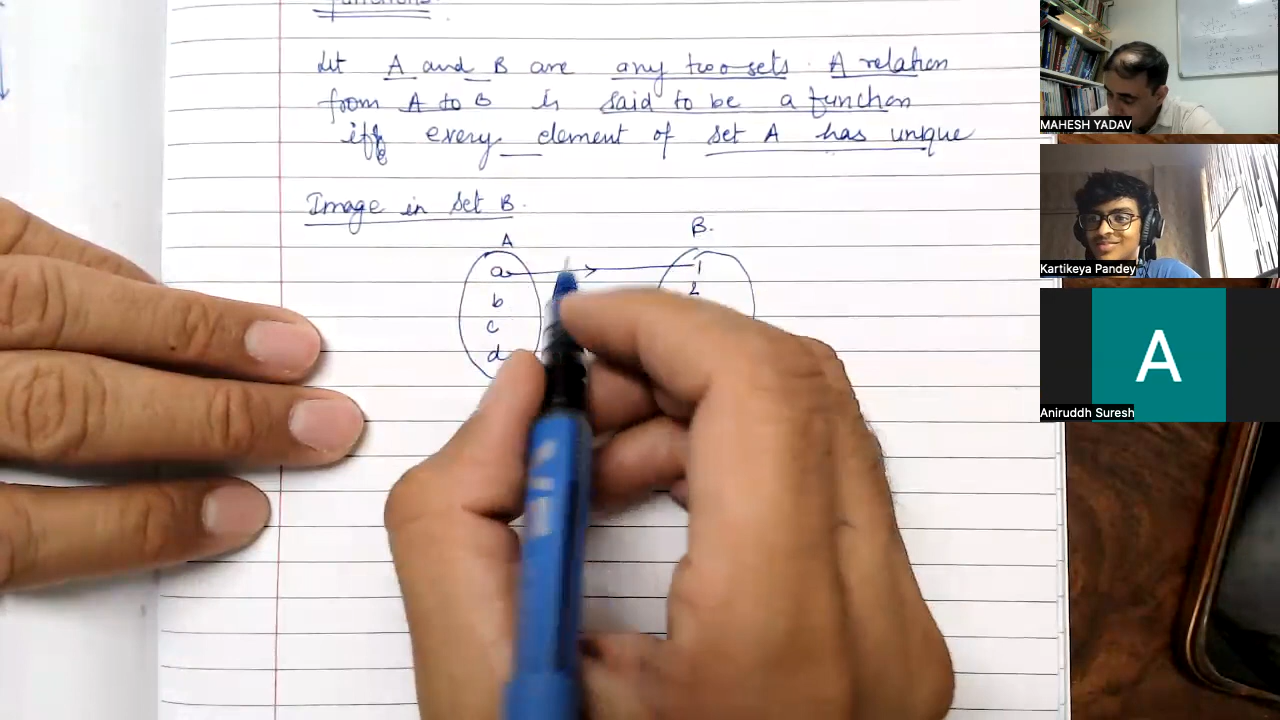 functions.
Let A and B are any two sets. A relation
from A to B is said to be a function
iff every element of set A has unique
Image in set B.
A
B.
a
1
b
2
c
d
MAHESH YADAV
Kartikeya Pandey
A
Aniruddh Suresh